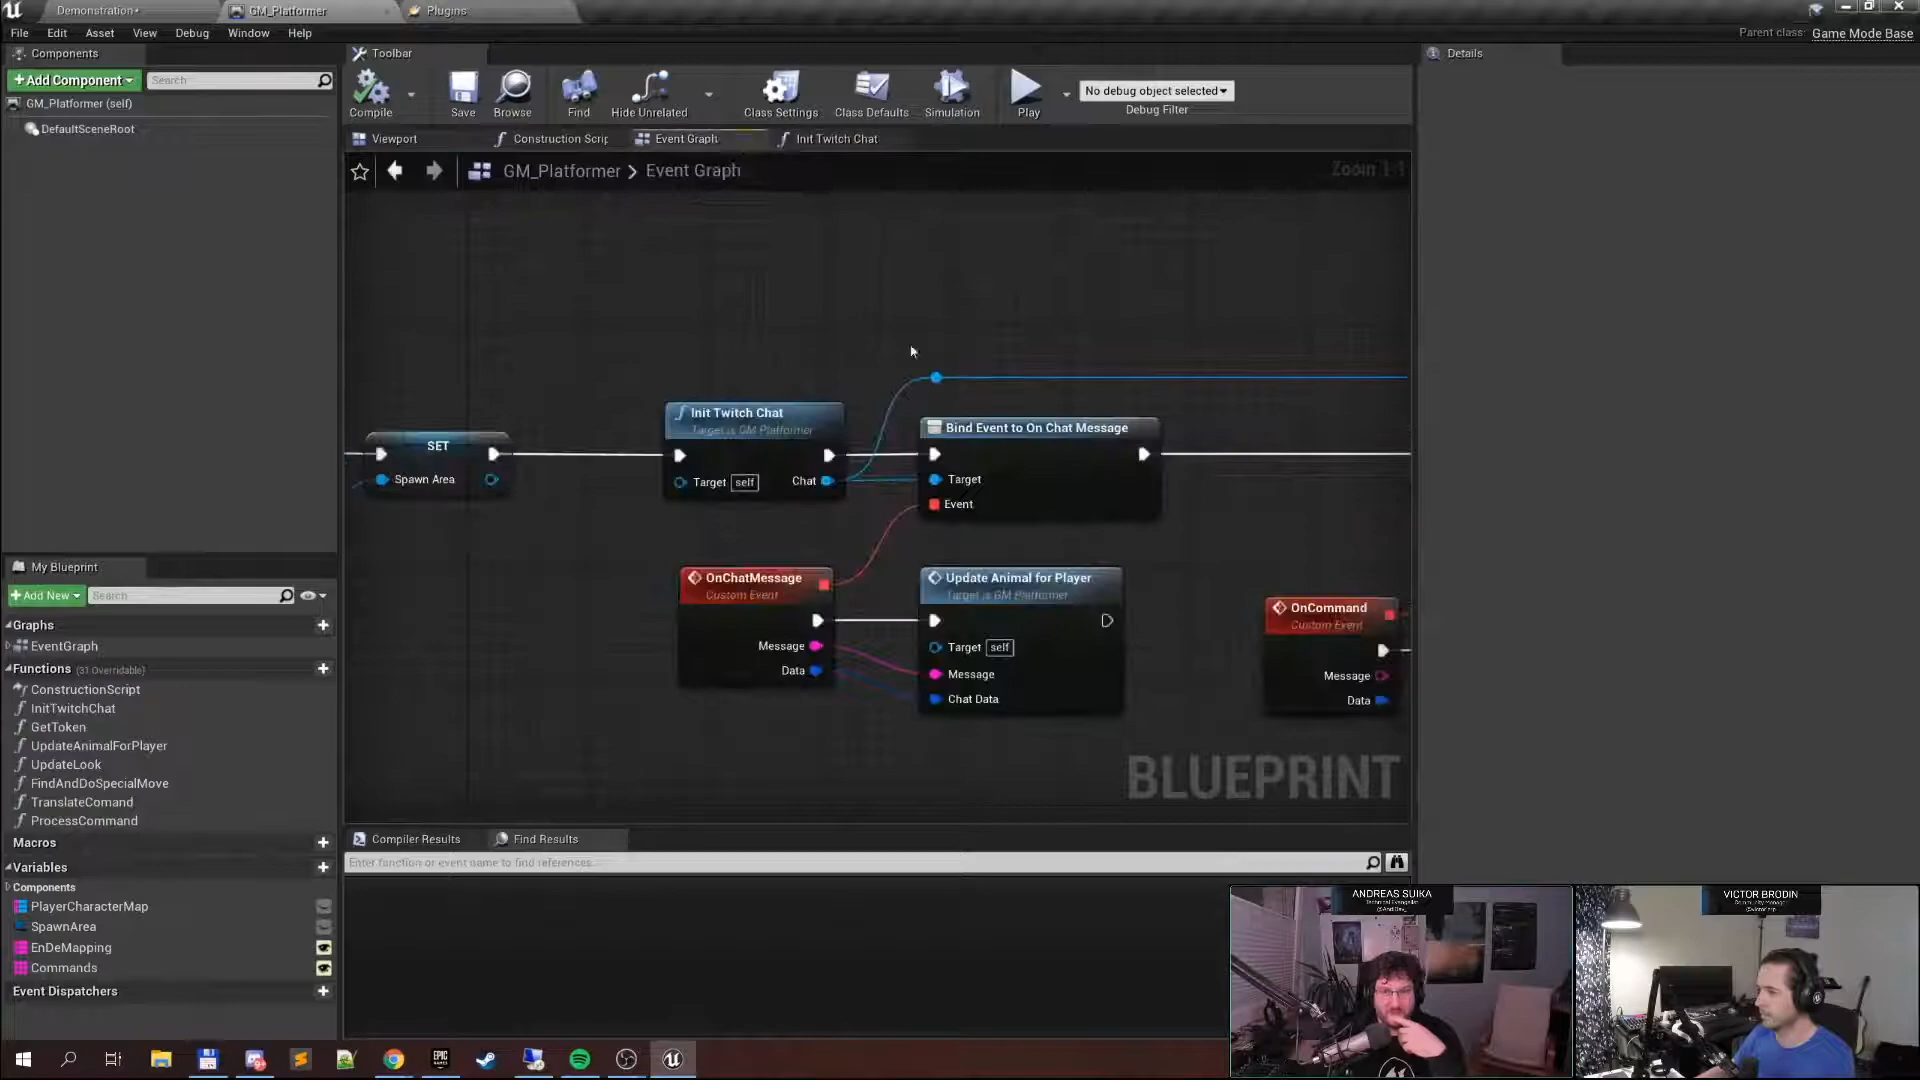 Demonstration•
GM_Platformer
Plugins
File
Edit
Asset
View
Debug
Window
Help
Parent class:
Game Mode Base
Components
+Add Component
Search
GM_Platformer (self)
DefaultSceneRoot
Toolbar
Compile
Save
Browse
Find
Hide Unrelated
Class Settings
Class Defaults
Simulation
Play
No debug object selected
Debug Filter
Details
Viewport
Construction Scrip
Event Graph
Init Twitch Chat
GM_Platformer > Event Graph
Zoom 1:1
SET
Spawn Area
Init Twitch Chat
Target is GM Platformer
Target
self
Chat
Bind Event to On Chat Message
Target
Event
OnChatMessage
Custom Event
Message
Data
Update Animal for Player
Target is GM Platformer
Target
self
Message
Chat Data
OnCommand
Custom Event
Message
Data
BLUEPRINT
My Blueprint
+Add New
Search
Graphs
EventGraph
Functions (31 Overridable)
ConstructionScript
InitTwitchChat
GetToken
UpdateAnimalForPlayer
UpdateLook
FindAndDoSpecialMove
TranslateComand
ProcessCommand
Macros
Variables
Components
PlayerCharacterMap
SpawnArea
EnDeMapping
Commands
Event Dispatchers
Compiler Results
Find Results
Enter function or event name to find references...
ANDREAS SUIKA
Technical Evangelist
VICTOR BRODIN
Community Manager
EPIC
GAMES